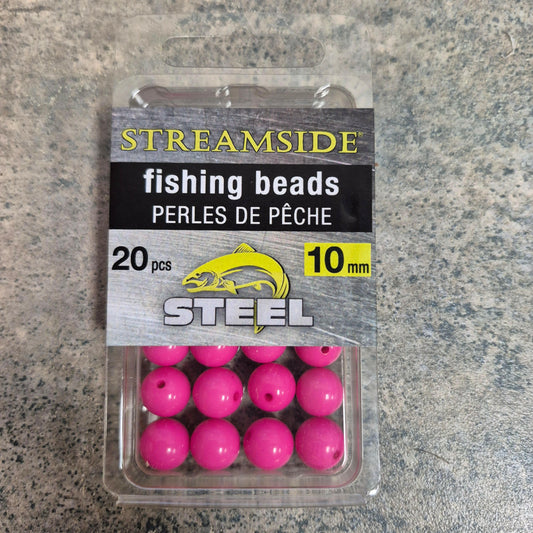 STREAMSIDE®
fishing beads
PERLES DE PÊCHE
20 pcs
10 mm
STEEL